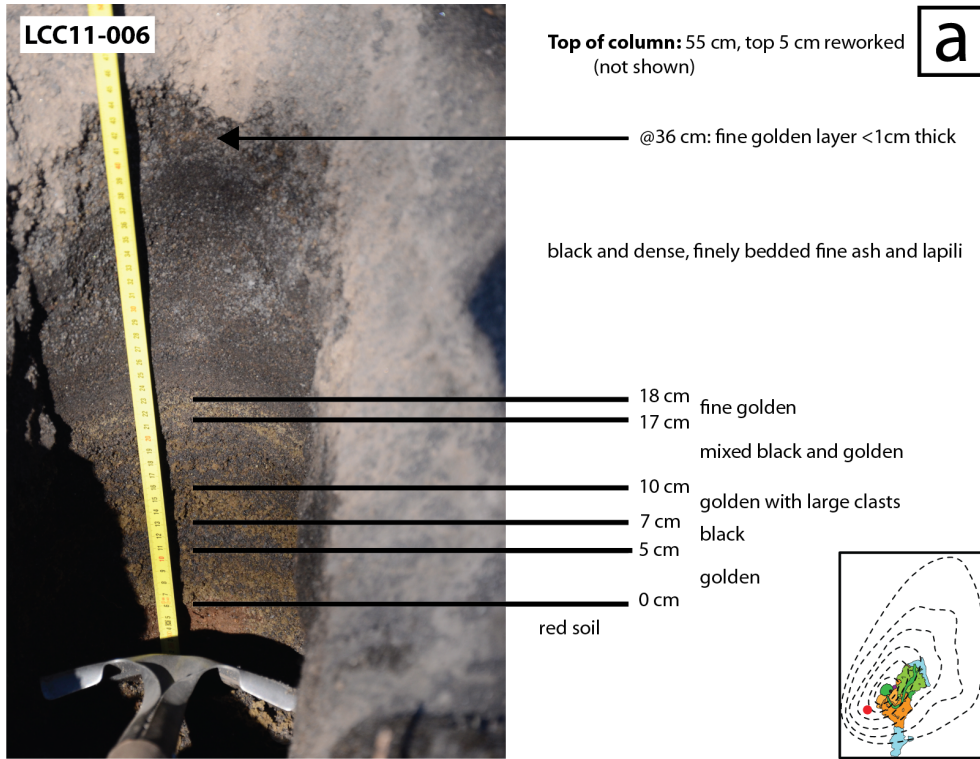 LCC11-006
a
Top of column: 55 cm, top 5 cm reworked
(not shown)
@36 cm: fine golden layer <1cm thick
black and dense, finely bedded fine ash and lapili
18 cm
fine golden
17 cm
mixed black and golden
10 cm
golden with large clasts
7 cm
black
5 cm
golden
0 cm
red soil